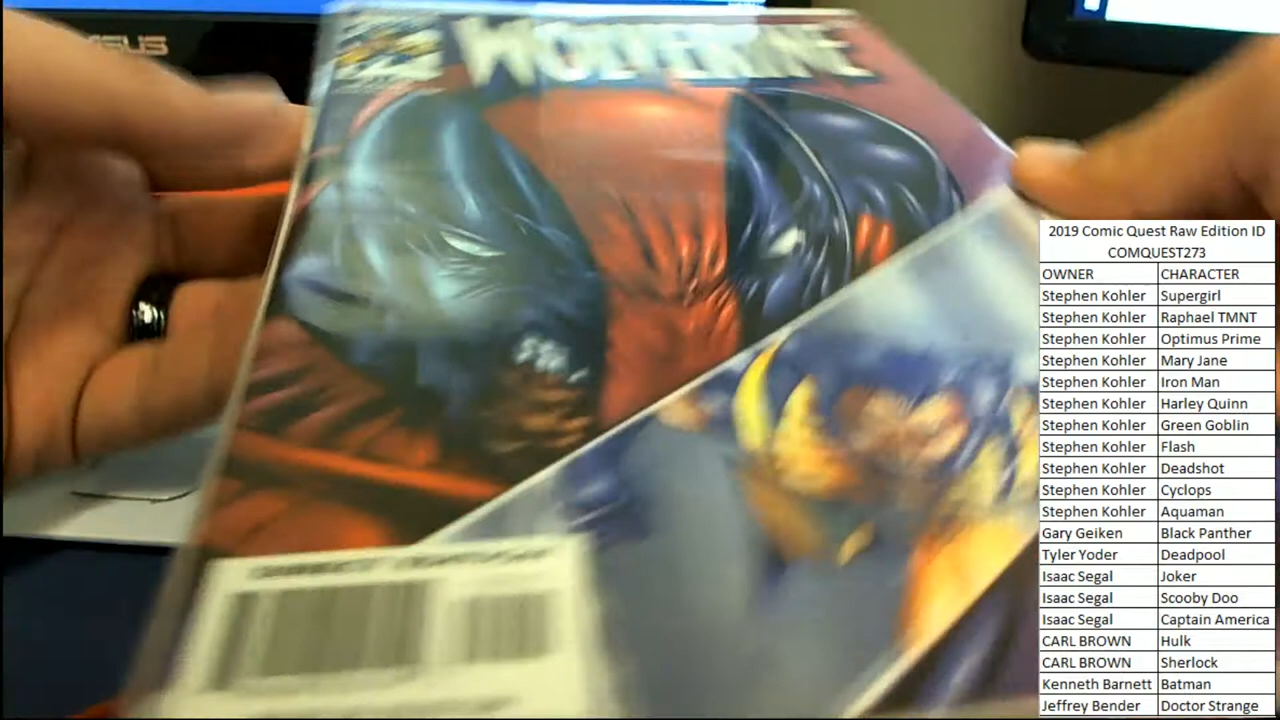 ASUS
WOLVERINE
2019 Comic Quest Raw Edition ID
COMQUEST273
OWNER CHARACTER
Stephen Kohler Supergirl
Stephen Kohler Raphael TMNT
Stephen Kohler Optimus Prime
Stephen Kohler Mary Jane
Stephen Kohler Iron Man
Stephen Kohler Harley Quinn
Stephen Kohler Green Goblin
Stephen Kohler Flash
Stephen Kohler Deadshot
Stephen Kohler Cyclops
Stephen Kohler Aquaman
Gary Geiken Black Panther
Tyler Yoder Deadpool
Isaac Segal Joker
Isaac Segal Scooby Doo
Isaac Segal Captain America
CARL BROWN Hulk
CARL BROWN Sherlock
Kenneth Barnett Batman
Jeffrey Bender Doctor Strange